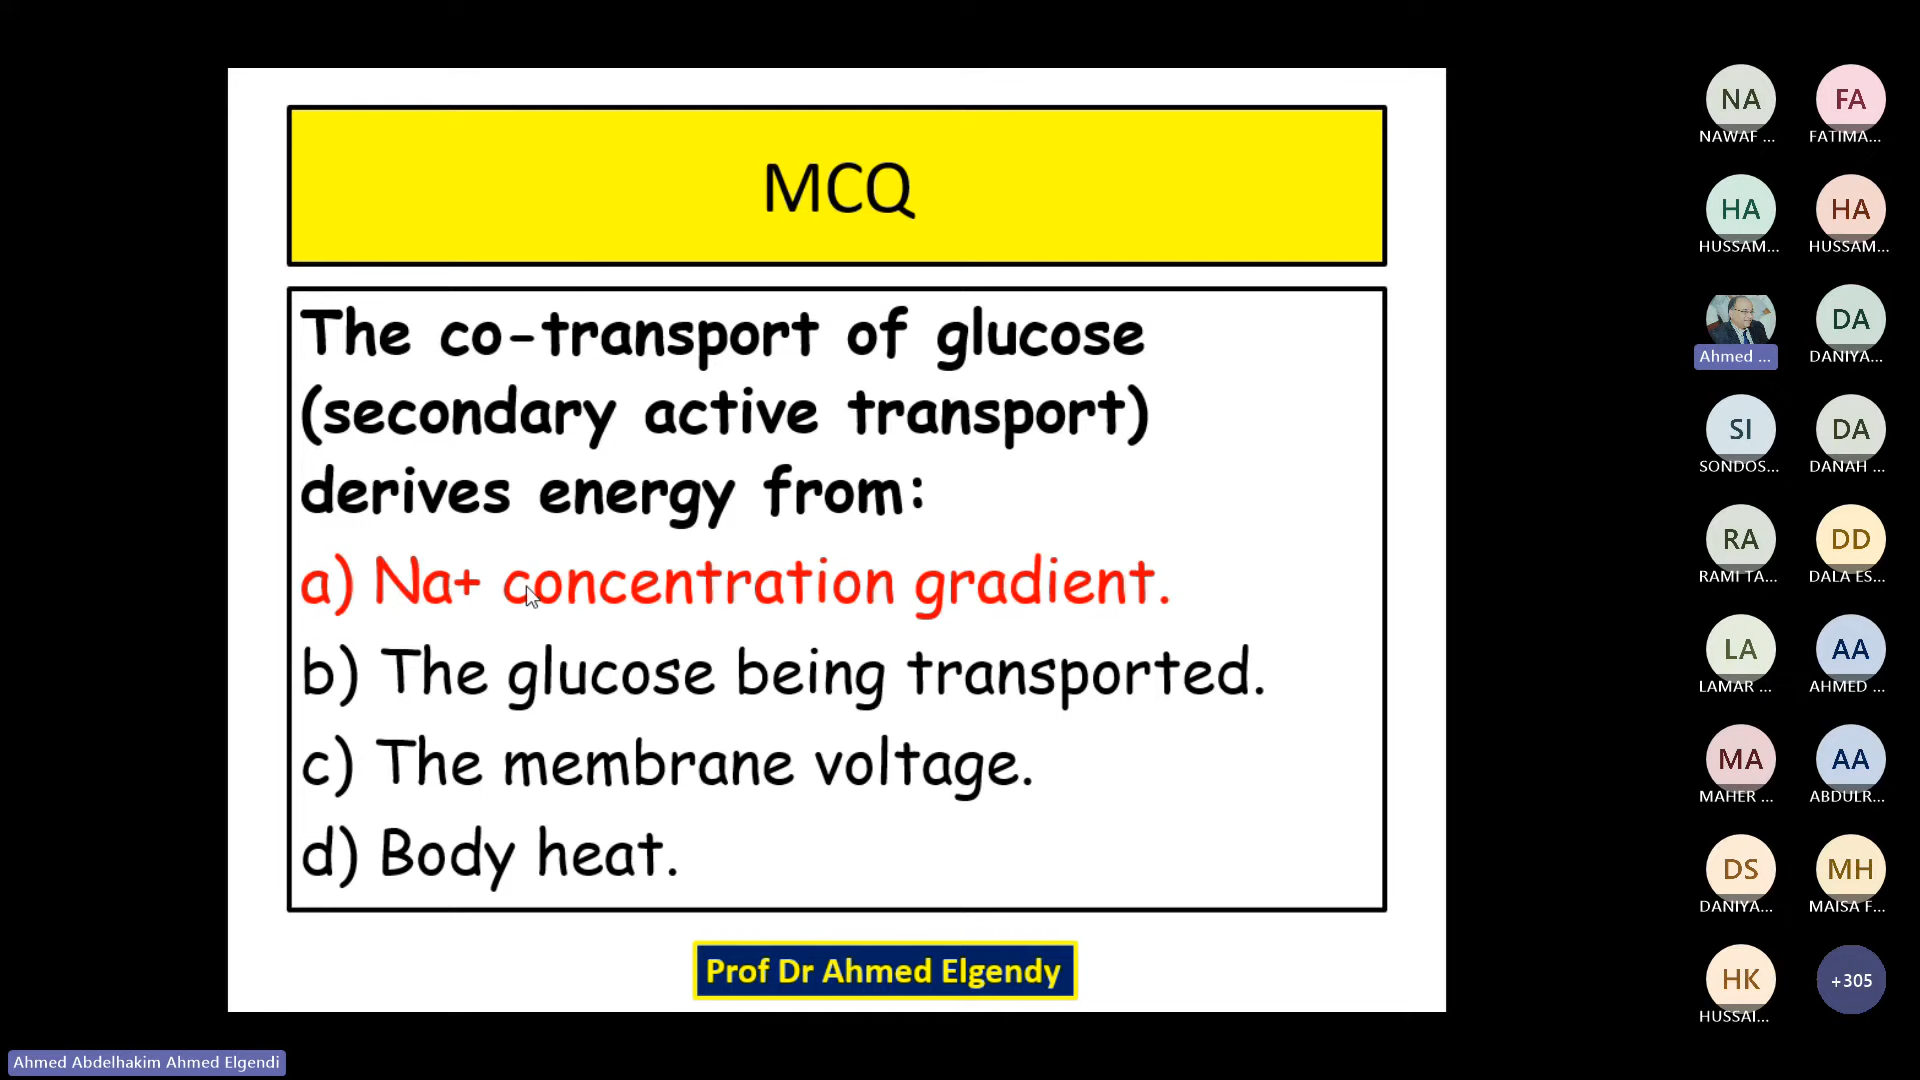 MCQ
The co-transport of glucose
(secondary active transport)
derives energy from:
a) Na+ concentration gradient.
b) The glucose being transported.
c) The membrane voltage.
d) Body heat.
Prof Dr Ahmed Elgendy
Ahmed Abdelhakim Ahmed Elgendi
NA
NAWAF ...
FA
FATIMA...
HA
HUSSAM...
HA
HUSSAM...
Ahmed ...
DA
DANIYA...
SI
SONDOS...
DA
DANAH ...
RA
RAMI TA...
DD
DALA ES...
LA
LAMAR ...
AA
AHMED ...
MA
MAHER ...
AA
ABDULR...
DS
DANIYA...
MH
MAISA F...
HK
HUSSAI...
+305